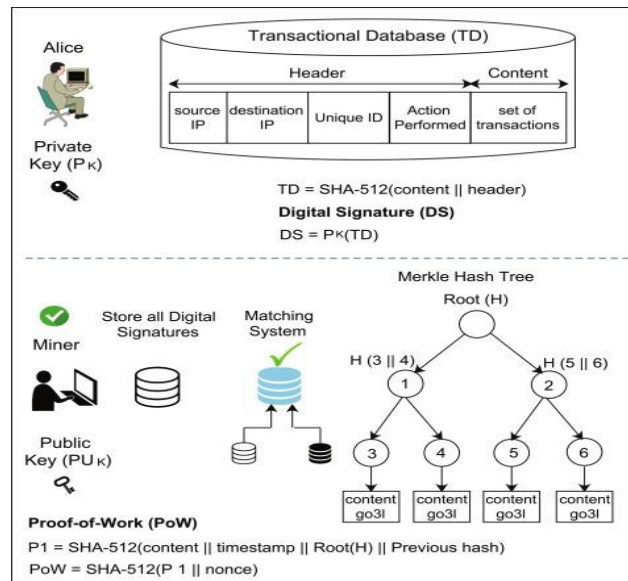 Alice
Private
Key (PK)
Transactional Database (TD)
Header
Content
source
IP
destination
IP
Unique ID
Action
Performed
set of
transactions
TD = SHA-512(content || header)
Digital Signature (DS)
DS = PK(TD)
Miner
Public
Key (PUK)
Store all Digital
Signatures
Matching
System
Merkle Hash Tree
Root (H)
H (3 || 4)
H (5 || 6)
1
2
3
4
5
6
content
go3l
content
go3l
content
go3l
content
go3l
Proof-of-Work (PoW)
P1 = SHA-512(content || timestamp || Root(H) || Previous hash)
PoW = SHA-512(P 1 || nonce)